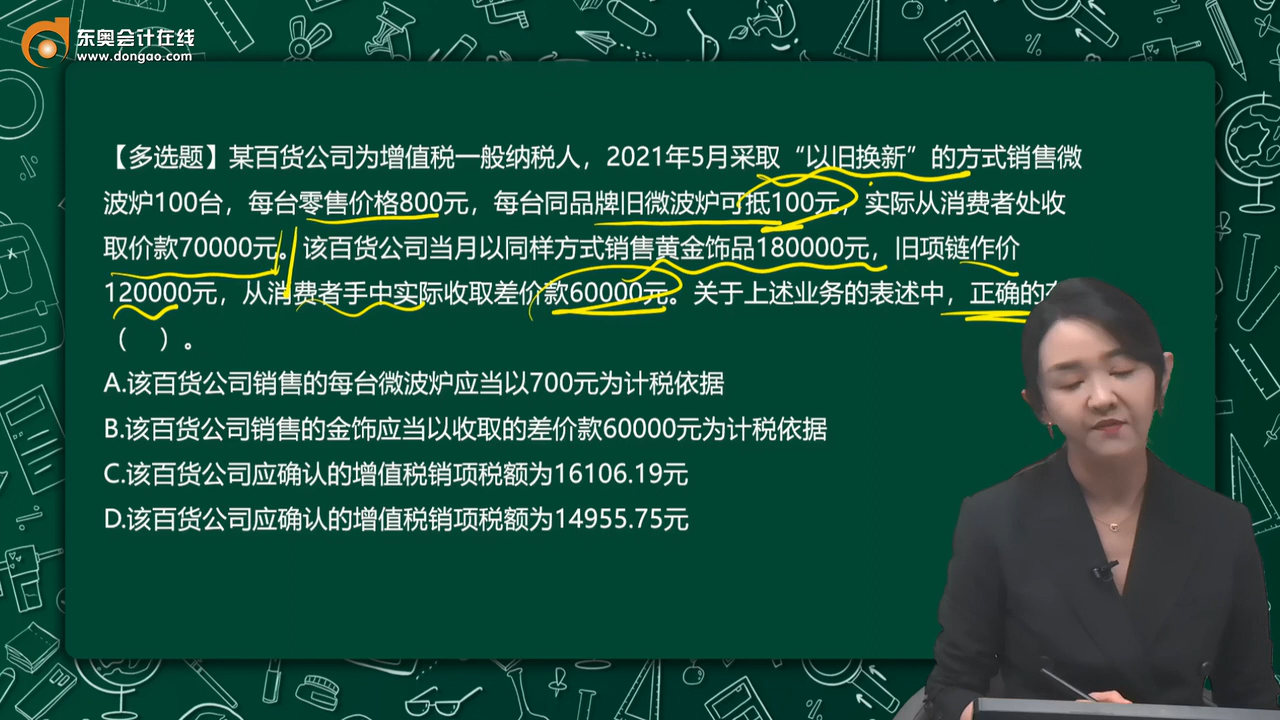 东奥会计在线
www.dongao.com
【多选题】某百货公司为增值税一般纳税人，2021年5月采取“以旧换新”的方式销售微
波炉100台，每台零售价格800元，每台同品牌旧微波炉可抵100元，实际从消费者处收
取价款70000元。该百货公司当月以同样方式销售黄金饰品180000元，旧项链作价
120000元，从消费者手中实际收取差价款60000元。关于上述业务的表述中，正确的
（ ）。
A.该百货公司销售的每台微波炉应当以700元为计税依据
B.该百货公司销售的金饰应当以收取的差价款60000元为计税依据
C.该百货公司应确认的增值税销项税额为16106.19元
D.该百货公司应确认的增值税销项税额为14955.75元